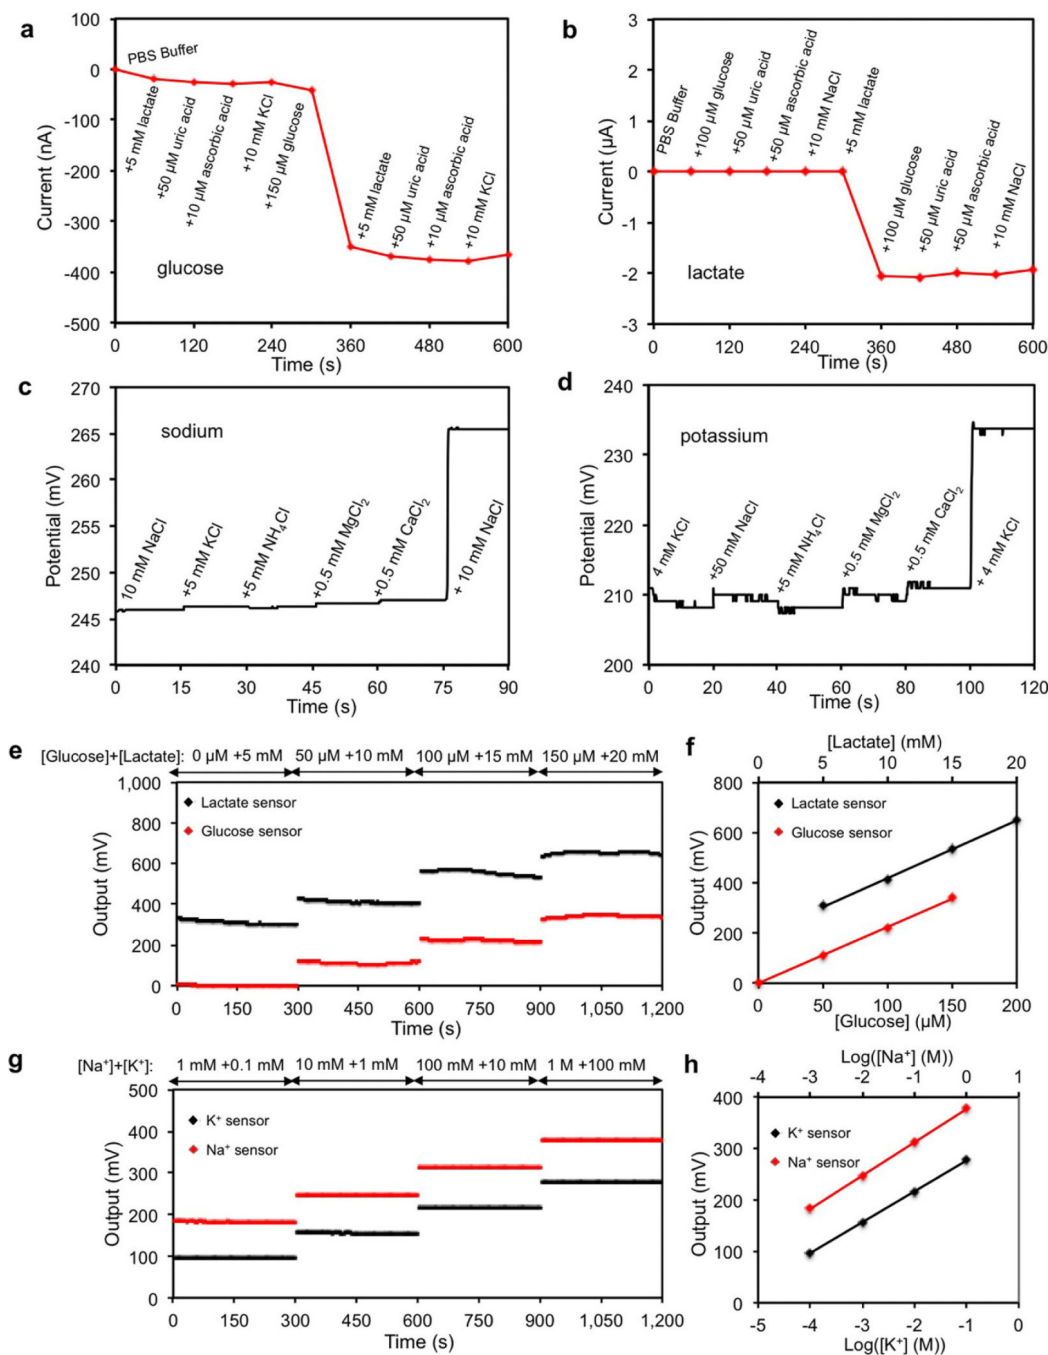 a
100
0
-100
-200
-300
-400
-500
Current (nA)
PBS Buffer
+5 mM lactate
+50 µM uric acid
+10 µM ascorbic acid
+10 mM KCl
+150 µM glucose
+5 mM lactate
+50 µM uric acid
+10 µM ascorbic acid
+10 mM KCl
glucose
0 120 240 360 480 600
Time (s)
b
3
2
1
0
-1
-2
-3
Current (µA)
PBS Buffer
+100 µM glucose
+50 µM uric acid
+50 µM ascorbic acid
+10 mM NaCl
+5 mM lactate
+100 µM glucose
+50 µM uric acid
+50 µM ascorbic acid
+10 mM NaCl
lactate
0 120 240 360 480 600
Time (s)
c
270
265
260
255
250
245
240
Potential (mV)
sodium
10 mM NaCl
+5 mM KCl
+5 mM NH₄Cl
+0.5 mM MgCl₂
+0.5 mM CaCl₂
+ 10 mM NaCl
0 15 30 45 60 75 90
Time (s)
d
240
230
220
210
200
Potential (mV)
potassium
4 mM KCl
+50 mM NaCl
+5 mM NH₄Cl
+0.5 mM MgCl₂
+0.5 mM CaCl₂
+ 4 mM KCl
0 20 40 60 80 100 120
Time (s)
e
[Glucose]+[Lactate]: 0 µM +5 mM 50 µM +10 mM 100 µM +15 mM 150 µM +20 mM
1,000
800
600
400
200
0
Output (mV)
Lactate sensor
Glucose sensor
0 150 300 450 600 750 900 1,050 1,200
Time (s)
f
[Lactate] (mM)
0 5 10 15 20
800
600
400
200
0
Output (mV)
Lactate sensor
Glucose sensor
0 50 100 150 200
[Glucose] (µM)
g
[Na⁺]+[K⁺]: 1 mM +0.1 mM 10 mM +1 mM 100 mM +10 mM 1 M +100 mM
500
400
300
200
100
0
Output (mV)
K⁺ sensor
Na⁺ sensor
0 150 300 450 600 750 900 1,050 1,200
Time (s)
h
Log([Na⁺] (M))
-4 -3 -2 -1 0 1
400
300
200
100
0
Output (mV)
K⁺ sensor
Na⁺ sensor
-5 -4 -3 -2 -1 0
Log([K⁺] (M))